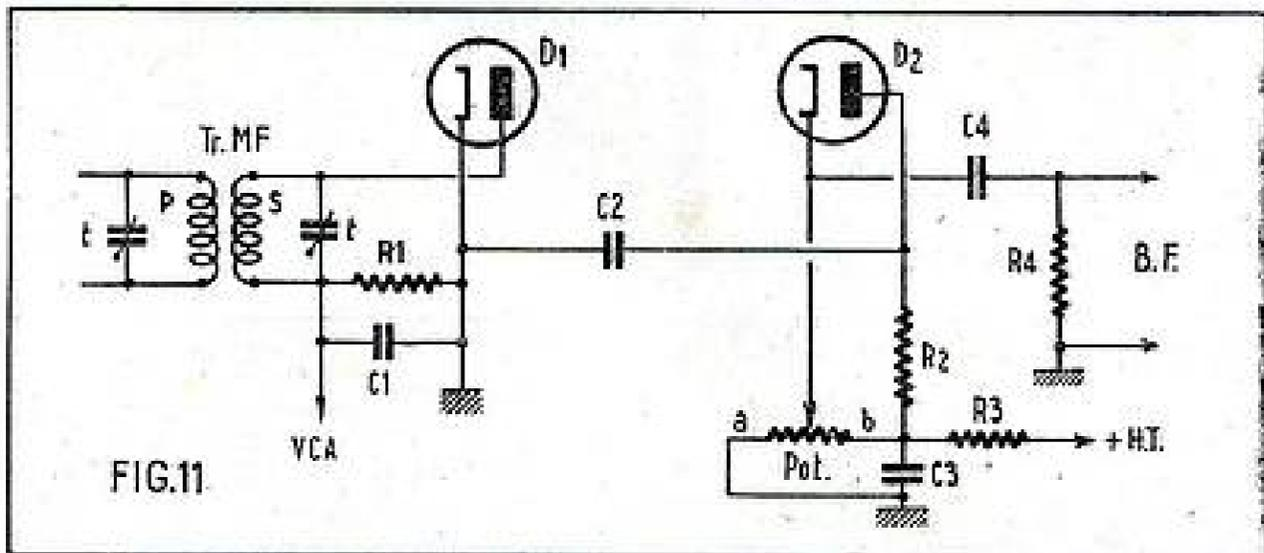 D1
D2
Tr. MF
C4
P
S
t
t
C2
R1
R4
B.F.
C1
R2
R3
a
b
+ H.T.
VCA
Pot.
C3
FIG.11